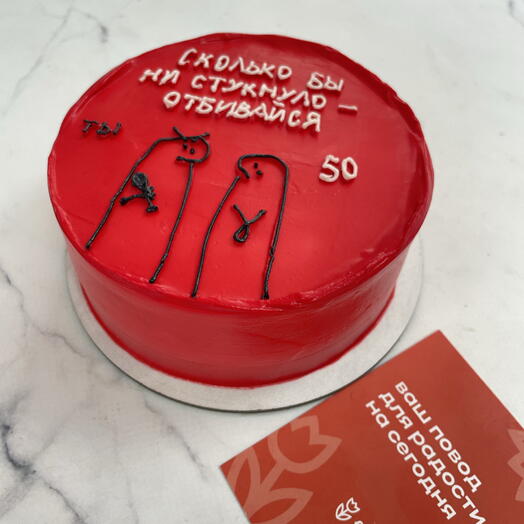 СКОЛЬКО БЫ
НИ СТУКНУЛО –
ОТБИВАЙСЯ
ТЫ
50
ваш повод
для радости
на сегодня